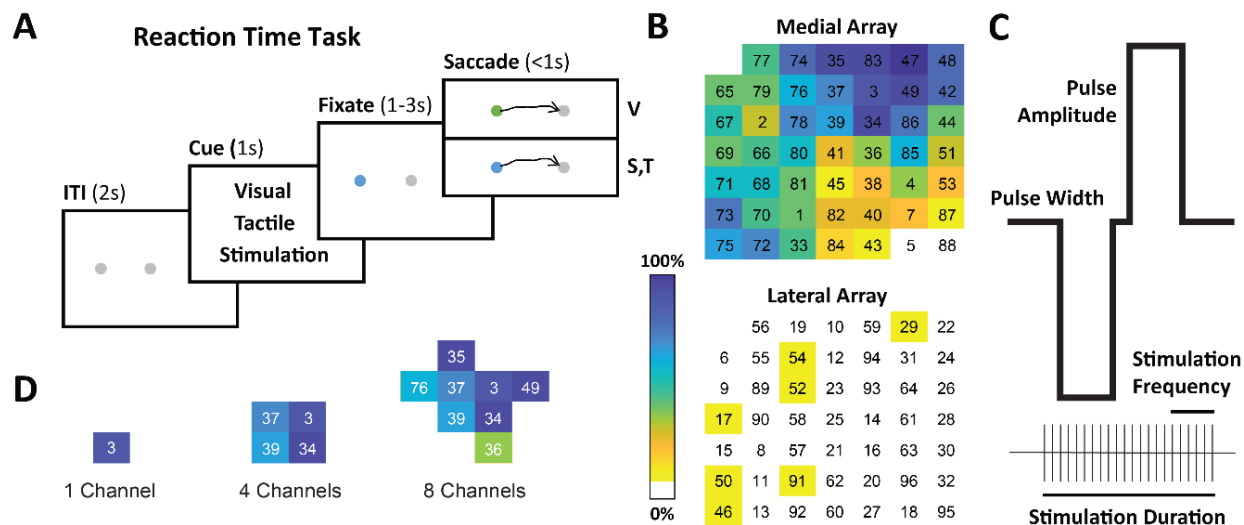 A
Reaction Time Task
ITI (2s)
Cue (1s)
Visual
Tactile
Stimulation
Fixate (1-3s)
Saccade (<1s)
V
S,T
B
Medial Array
77 74 35 83 47 48
65 79 76 37 3 49 42
67 2 78 39 34 86 44
69 66 80 41 36 85 51
71 68 81 45 38 4 53
73 70 1 82 40 7 87
75 72 33 84 43 5 88
100%
0%
Lateral Array
56 19 10 59 29 22
6 55 54 12 94 31 24
9 89 52 23 93 64 26
17 90 58 25 14 61 28
15 8 57 21 16 63 30
50 11 91 62 20 96 32
46 13 92 60 27 18 95
C
Pulse
Amplitude
Pulse Width
Stimulation
Frequency
Stimulation Duration
D
3
1 Channel
37 3
39 34
4 Channels
35
76 37 3 49
39 34
36
8 Channels